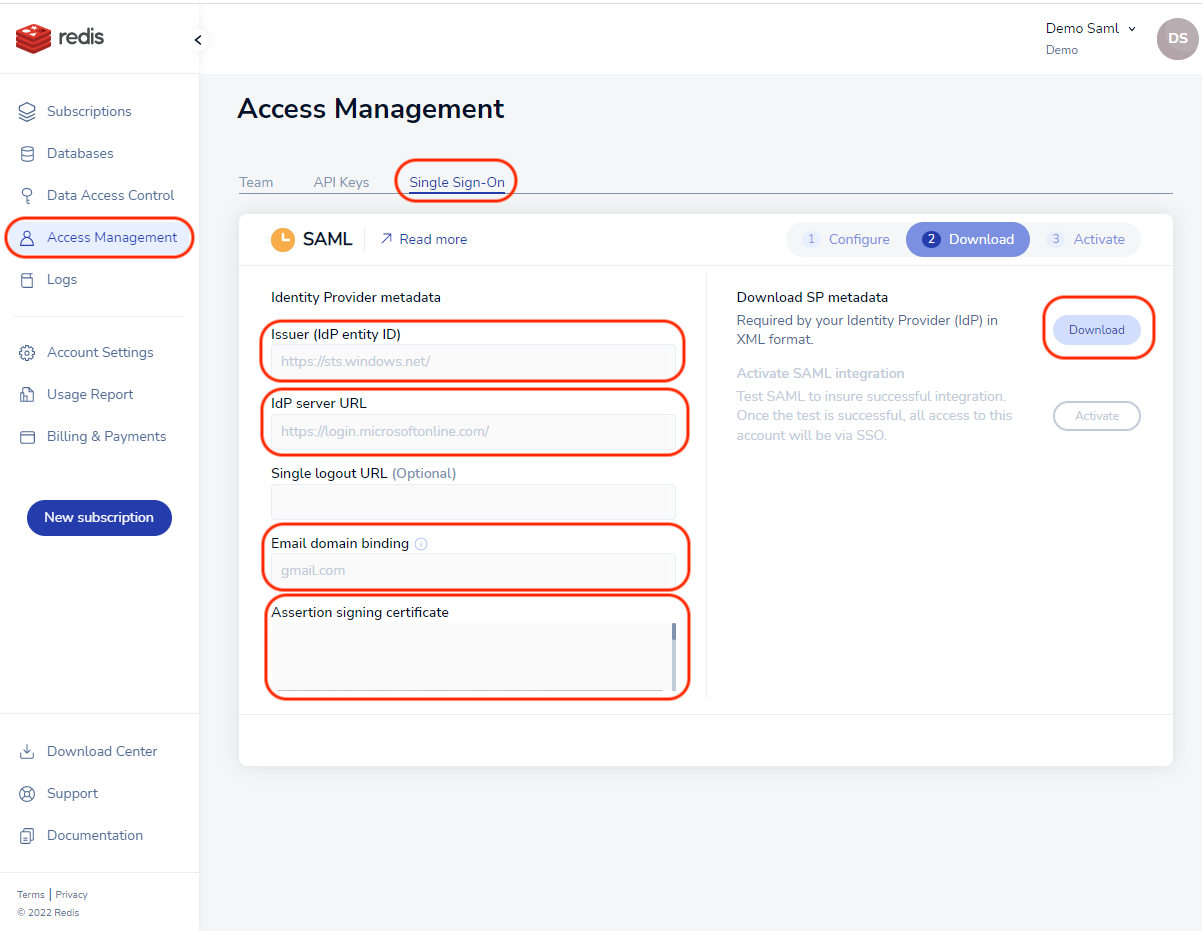 redis
Demo Saml
Demo
DS
Subscriptions
Databases
Data Access Control
Access Management
Logs
Account Settings
Usage Report
Billing & Payments
New subscription
Download Center
Support
Documentation
Terms | Privacy
© 2022 Redis
Access Management
Team API Keys Single Sign-On
SAML Read more
1 Configure 2 Download 3 Activate
Identity Provider metadata
Issuer (IdP entity ID)
https://sts.windows.net/
IdP server URL
https://login.microsoftonline.com/
Single logout URL (Optional)
Email domain binding
gmail.com
Assertion signing certificate
Download SP metadata
Required by your Identity Provider (IdP) in
XML format.
Download
Activate SAML integration
Test SAML to insure successful integration.
Once the test is successful, all access to this
account will be via SSO.
Activate